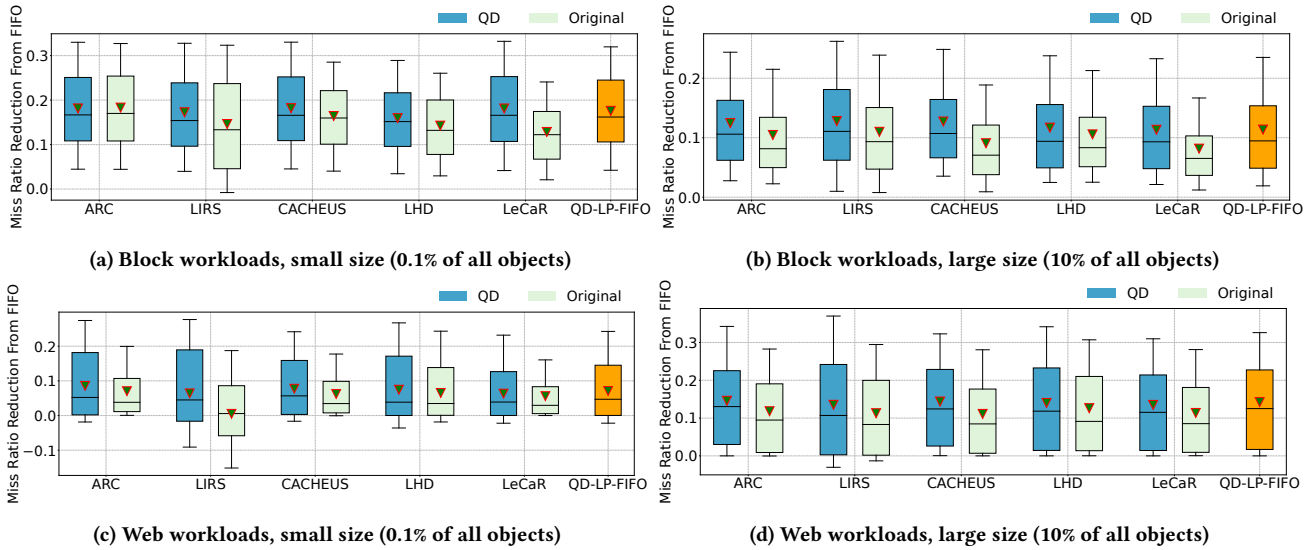 QD Original
Miss Ratio Reduction From FIFO
0.3
0.2
0.1
0.0
ARC LIRS CACHEUS LHD LeCaR QD-LP-FIFO
(a) Block workloads, small size (0.1% of all objects)
QD Original
Miss Ratio Reduction From FIFO
0.2
0.1
0.0
ARC LIRS CACHEUS LHD LeCaR QD-LP-FIFO
(b) Block workloads, large size (10% of all objects)
QD Original
Miss Ratio Reduction From FIFO
0.2
0.1
0.0
−0.1
ARC LIRS CACHEUS LHD LeCaR QD-LP-FIFO
(c) Web workloads, small size (0.1% of all objects)
QD Original
Miss Ratio Reduction From FIFO
0.3
0.2
0.1
0.0
ARC LIRS CACHEUS LHD LeCaR QD-LP-FIFO
(d) Web workloads, large size (10% of all objects)